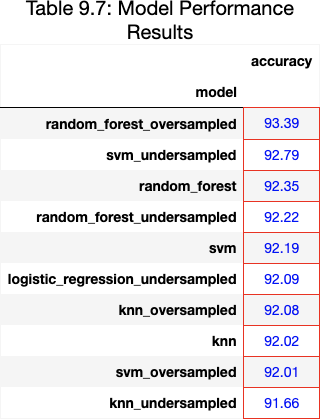 Table 9.7: Model Performance
Results
accuracy
model
random_forest_oversampled 93.39
svm_undersampled 92.79
random_forest 92.35
random_forest_undersampled 92.22
svm 92.19
logistic_regression_undersampled 92.09
knn_oversampled 92.08
knn 92.02
svm_oversampled 92.01
knn_undersampled 91.66